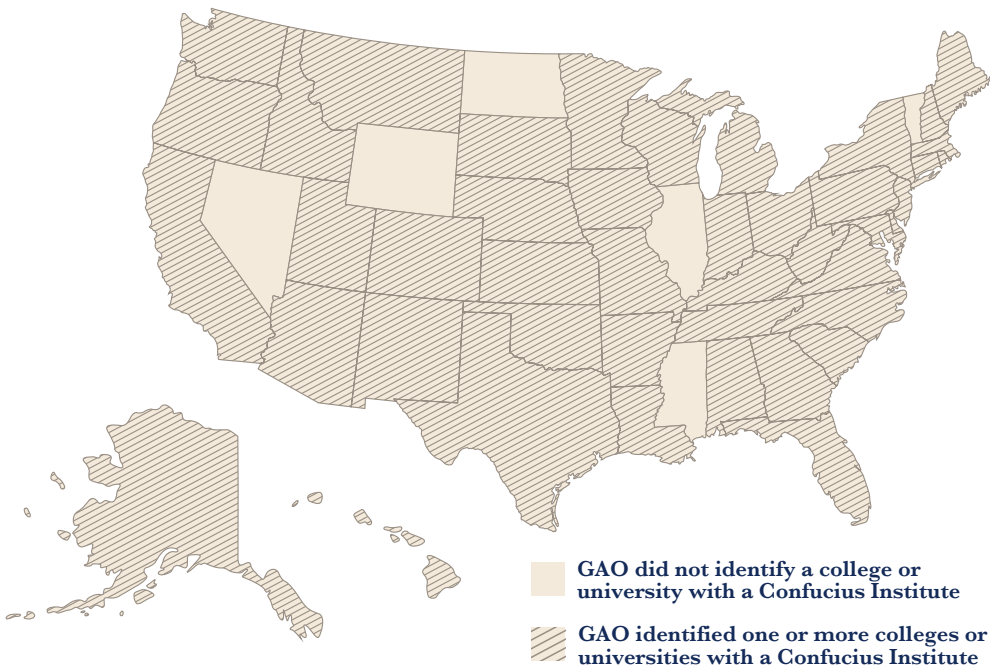 GAO did not identify a college or
university with a Confucius Institute
GAO identified one or more colleges or
universities with a Confucius Institute